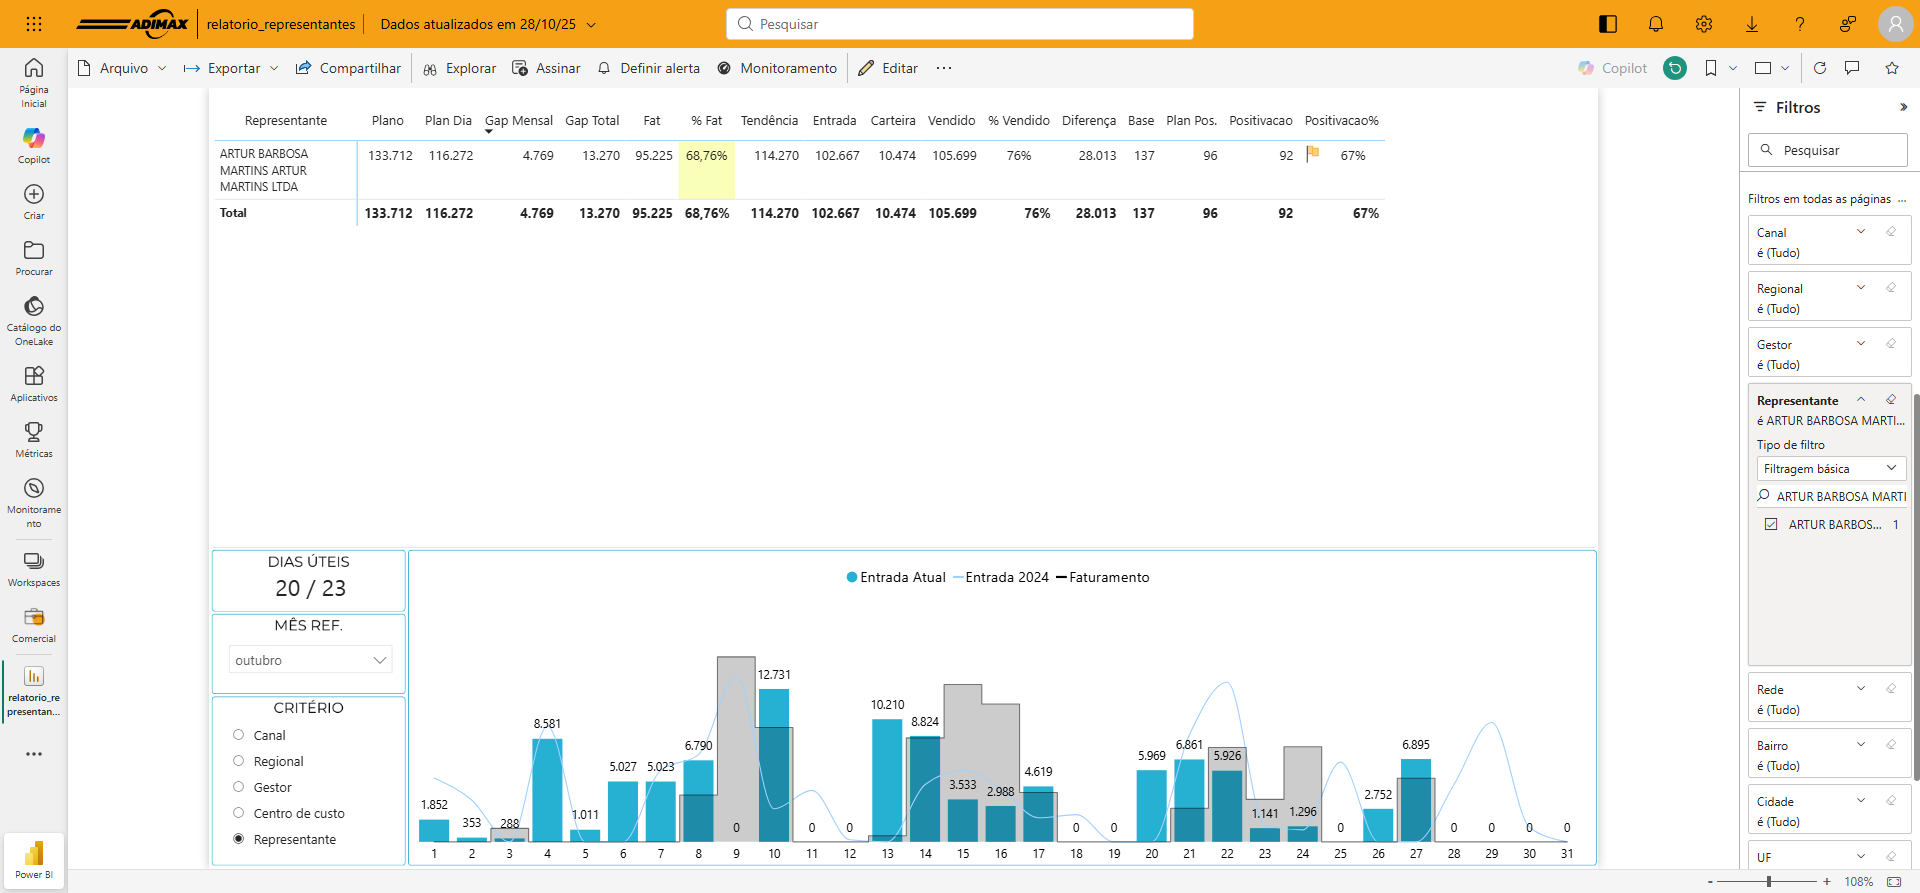 ADIMAX
relatorio_representantes
Dados atualizados em 28/10/25
Pesquisar
Arquivo
Exportar
Compartilhar
Explorar
Assinar
Definir alerta
Monitoramento
Editar
Copilot
Página
Inicial
Copilot
Criar
Procurar
Catálogo do
OneLake
Aplicativos
Métricas
Monitorame
nto
Workspaces
Comercial
relatorio_re
presentan...
Power BI
Representante Plano Plan Dia Gap Mensal Gap Total Fat % Fat Tendência Entrada Carteira Vendido % Vendido Diferença Base Plan Pos. Positivacao Positivacao%
ARTUR BARBOSA 133.712 116.272 4.769 13.270 95.225 68,76% 114.270 102.667 10.474 105.699 76% 28.013 137 96 92 67%
MARTINS ARTUR
MARTINS LTDA
Total 133.712 116.272 4.769 13.270 95.225 68,76% 114.270 102.667 10.474 105.699 76% 28.013 137 96 92 67%
DIAS ÚTEIS
20 / 23
MÊS REF.
outubro
CRITÉRIO
Canal
Regional
Gestor
Centro de custo
Representante
Entrada Atual Entrada 2024 Faturamento
1.852 353 288 8.581 1.011 5.027 5.023 6.790 0 12.731 0 0 10.210 8.824 3.533 2.988 4.619 0 0 5.969 6.861 5.926 1.141 1.296 0 2.752 6.895 0 0 0 0
1 2 3 4 5 6 7 8 9 10 11 12 13 14 15 16 17 18 19 20 21 22 23 24 25 26 27 28 29 30 31
Filtros
Pesquisar
Filtros em todas as páginas ...
Canal
é (Tudo)
Regional
é (Tudo)
Gestor
é (Tudo)
Representante
é ARTUR BARBOSA MARTI...
Tipo de filtro
Filtragem básica
ARTUR BARBOSA MARTI
ARTUR BARBOS... 1
Rede
é (Tudo)
Bairro
é (Tudo)
Cidade
é (Tudo)
UF
- + 108%